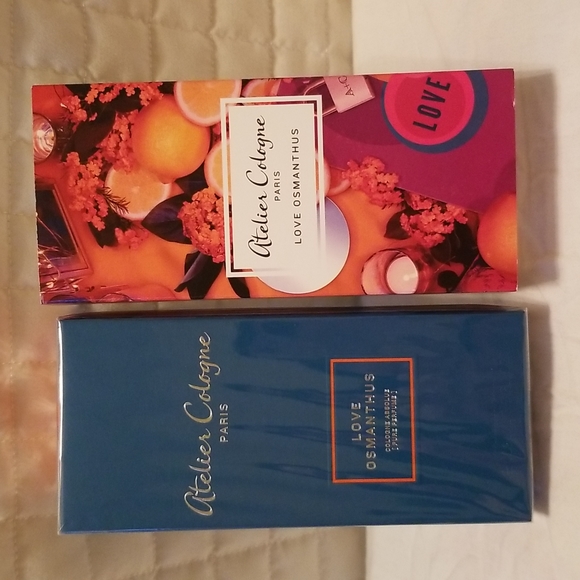 Atelier Cologne
PARIS
LOVE OSMANTHUS
LOVE
Atelier Cologne
PARIS
LOVE
OSMANTHUS
COLOGNE ABSOLUE
[PURE PERFUME]